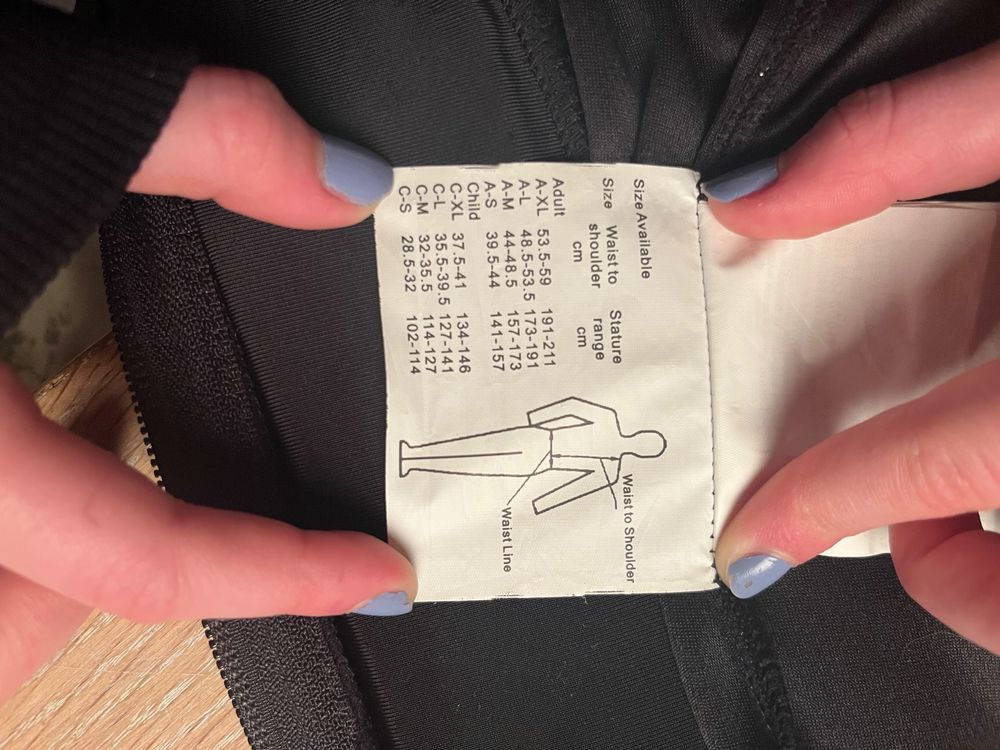 Size Available
Size Waist to Stature
shoulder range
cm cm
Adult
A-XL 53.5-59 191-211
A-L 48.5-53.5 173-191
A-M 44-48.5 157-173
A-S 39.5-44 141-157
Child
C-XL 37.5-41 134-146
C-L 35.5-39.5 127-141
C-M 32-35.5 114-127
C-S 28.5-32 102-114
Waist to Shoulder
Waist Line